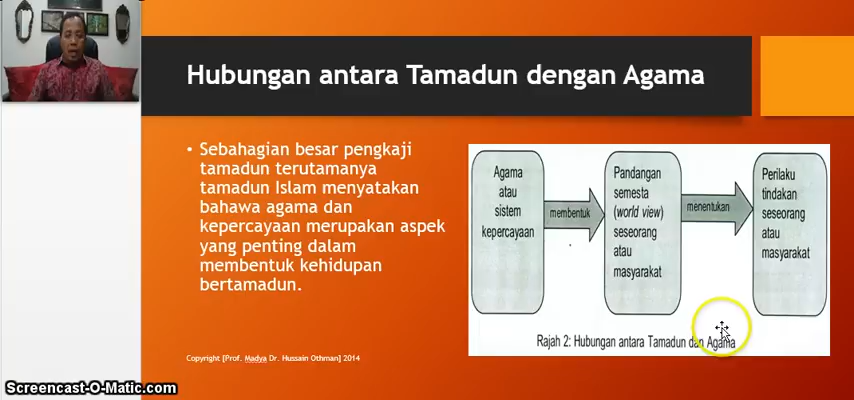 Hubungan antara Tamadun dengan Agama
• Sebahagian besar pengkaji
tamadun terutamanya
tamadun Islam menyatakan
bahawa agama dan
kepercayaan merupakan aspek
yang penting dalam
membentuk kehidupan
bertamadun.
Agama
atau
sistem
kepercayaan
membentuk
Pandangan
semesta
(world view)
seseorang
atau
masyarakat
menentukan
Perilaku
tindakan
seseorang
atau
masyarakat
Rajah 2: Hubungan antara Tamadun dan Agama
Copyright [Prof. Madya Dr. Hussain Othman] 2014
Screencast-O-Matic.com